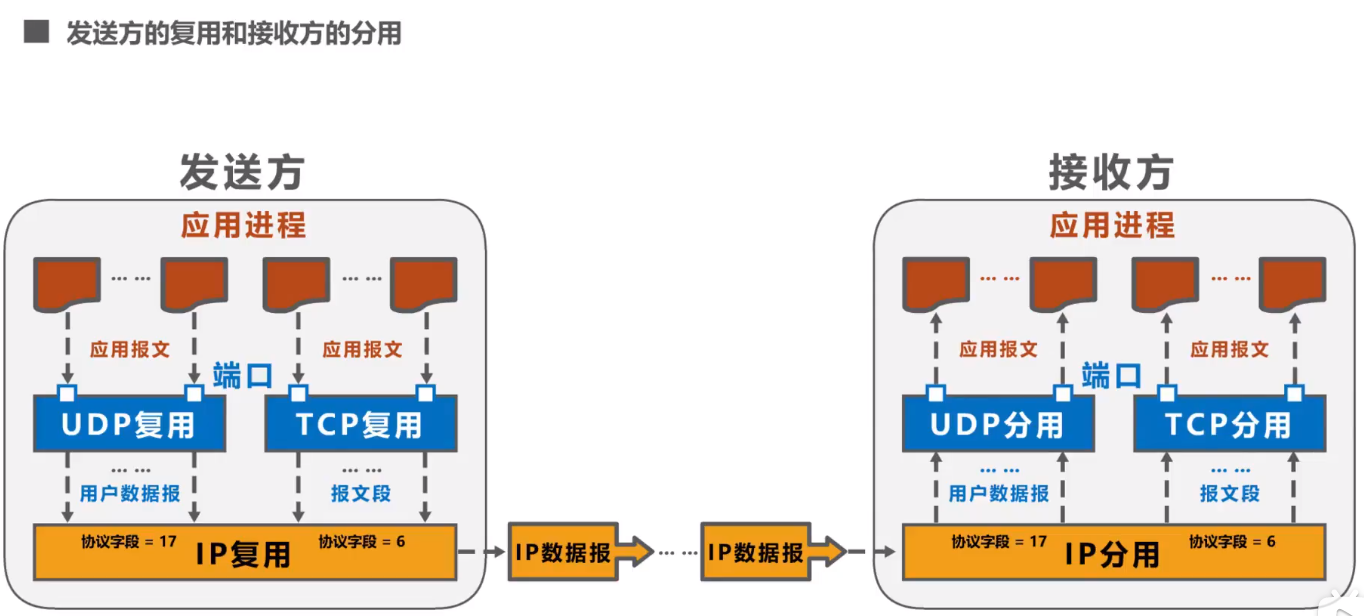 发送方的复用和接收方的分用
发送方
接收方
应用进程
应用进程
… …
… …
… …
… …
应用报文
应用报文
应用报文
应用报文
端口
端口
UDP复用
TCP复用
UDP分用
TCP分用
… …
… …
… …
… …
用户数据报
报文段
用户数据报
报文段
协议字段 = 17
IP复用
协议字段 = 6
IP数据报
… …
IP数据报
协议字段 = 17
IP分用
协议字段 = 6